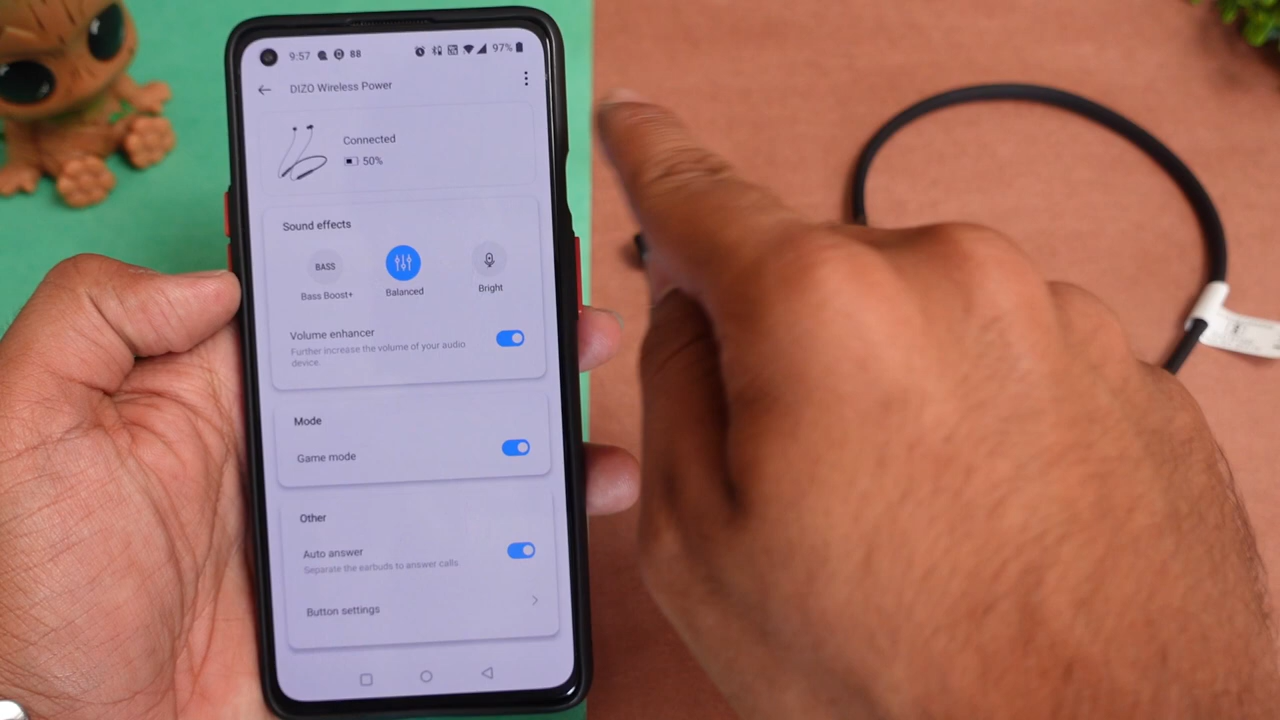 9:57 88 97%
DIZO Wireless Power
Connected
50%
Sound effects
BASS
Bass Boost+ Balanced Bright
Volume enhancer
Further increase the volume of your audio
device.
Mode
Game mode
Other
Auto answer
Separate the earbuds to answer calls
Button settings